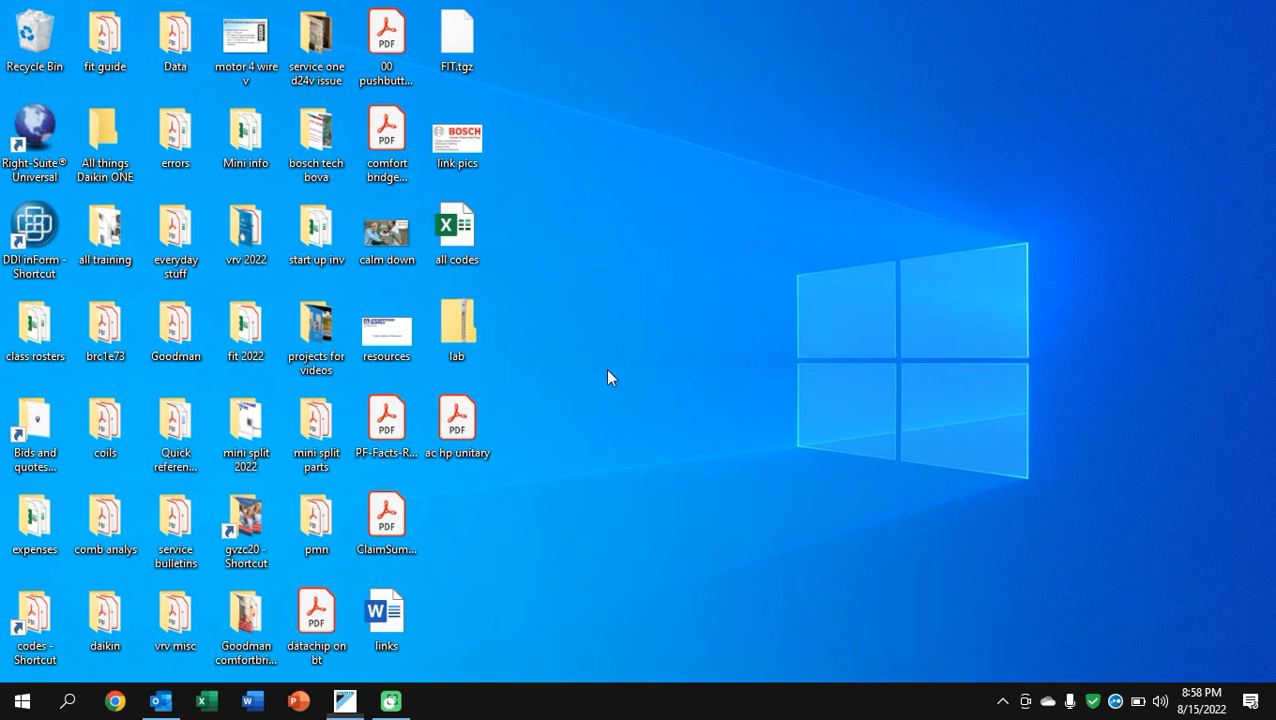 Recycle Bin
fit guide
Data
motor 4 wire
v
service one
d24v issue
00
pushbutt...
FIT.tgz
Right-Suite®
Universal
All things
Daikin ONE
errors
Mini info
bosch tech
bova
comfort
bridge...
BOSCH
link pics
DDI inForm -
Shortcut
all training
everyday
stuff
vrv 2022
start up inv
calm down
all codes
class rosters
brc1e73
Goodman
fit 2022
projects for
videos
resources
lab
Bids and
quotes...
coils
Quick
referen...
mini split
2022
mini split
parts
PF-Facts-R...
ac hp unitary
expenses
comb analys
service
bulletins
gvzc20 -
Shortcut
pmn
ClaimSum...
codes -
Shortcut
daikin
vrv misc
Goodman
comfortbri...
datachip on
bt
links
8:58 PM
8/15/2022